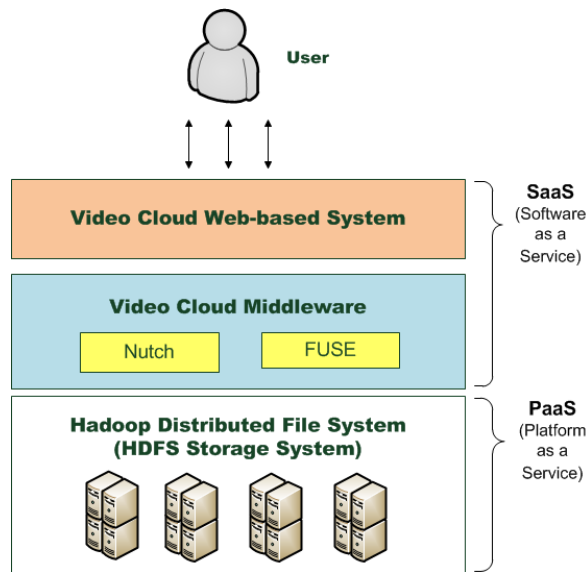 User
Video Cloud Web-based System
SaaS
(Software
as a
Service)
Video Cloud Middleware
Nutch
FUSE
Hadoop Distributed File System
(HDFS Storage System)
PaaS
(Platform
as a
Service)